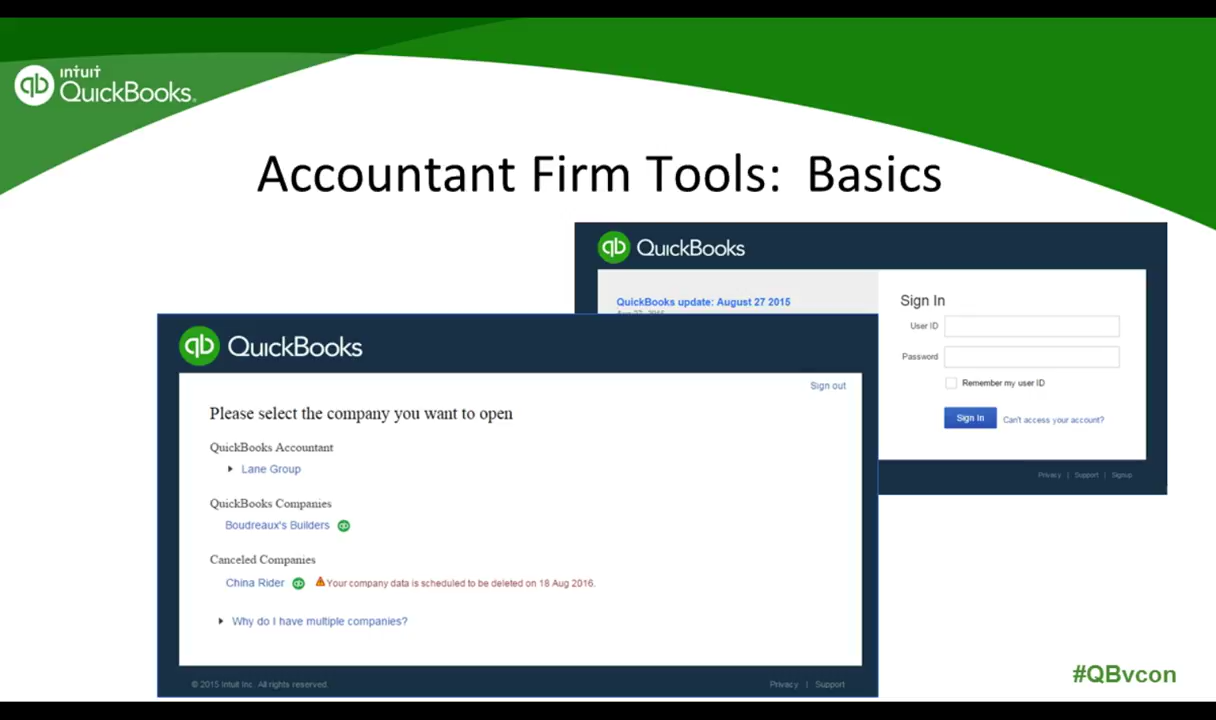 ıntuıt
QuickBooks.
Accountant Firm Tools: Basics
QuickBooks
QuickBooks update: August 27 2015
Sign In
User ID
Password
Remember my user ID
Sign In
Can't access your account?
Privacy | Support | Signup
QuickBooks
Sign out
Please select the company you want to open
QuickBooks Accountant
Lane Group
QuickBooks Companies
Boudreaux's Builders
Canceled Companies
China Rider Your company data is scheduled to be deleted on 18 Aug 2016.
Why do I have multiple companies?
© 2015 Intuit Inc. All rights reserved.
Privacy | Support
#QBvcon